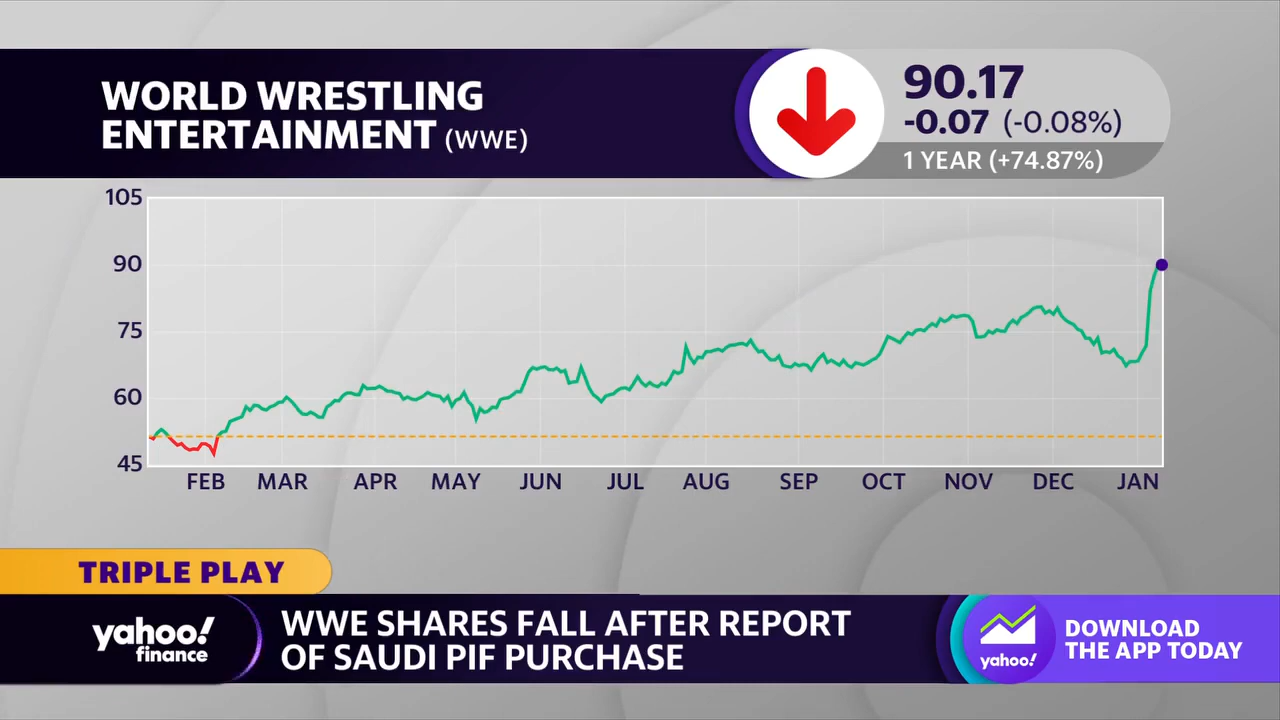 WORLD WRESTLING
ENTERTAINMENT (WWE)
90.17
-0.07 (-0.08%)
1 YEAR (+74.87%)
105
90
75
60
45
FEB MAR APR MAY JUN JUL AUG SEP OCT NOV DEC JAN
TRIPLE PLAY
yahoo!
finance
WWE SHARES FALL AFTER REPORT
OF SAUDI PIF PURCHASE
yahoo!
DOWNLOAD
THE APP TODAY